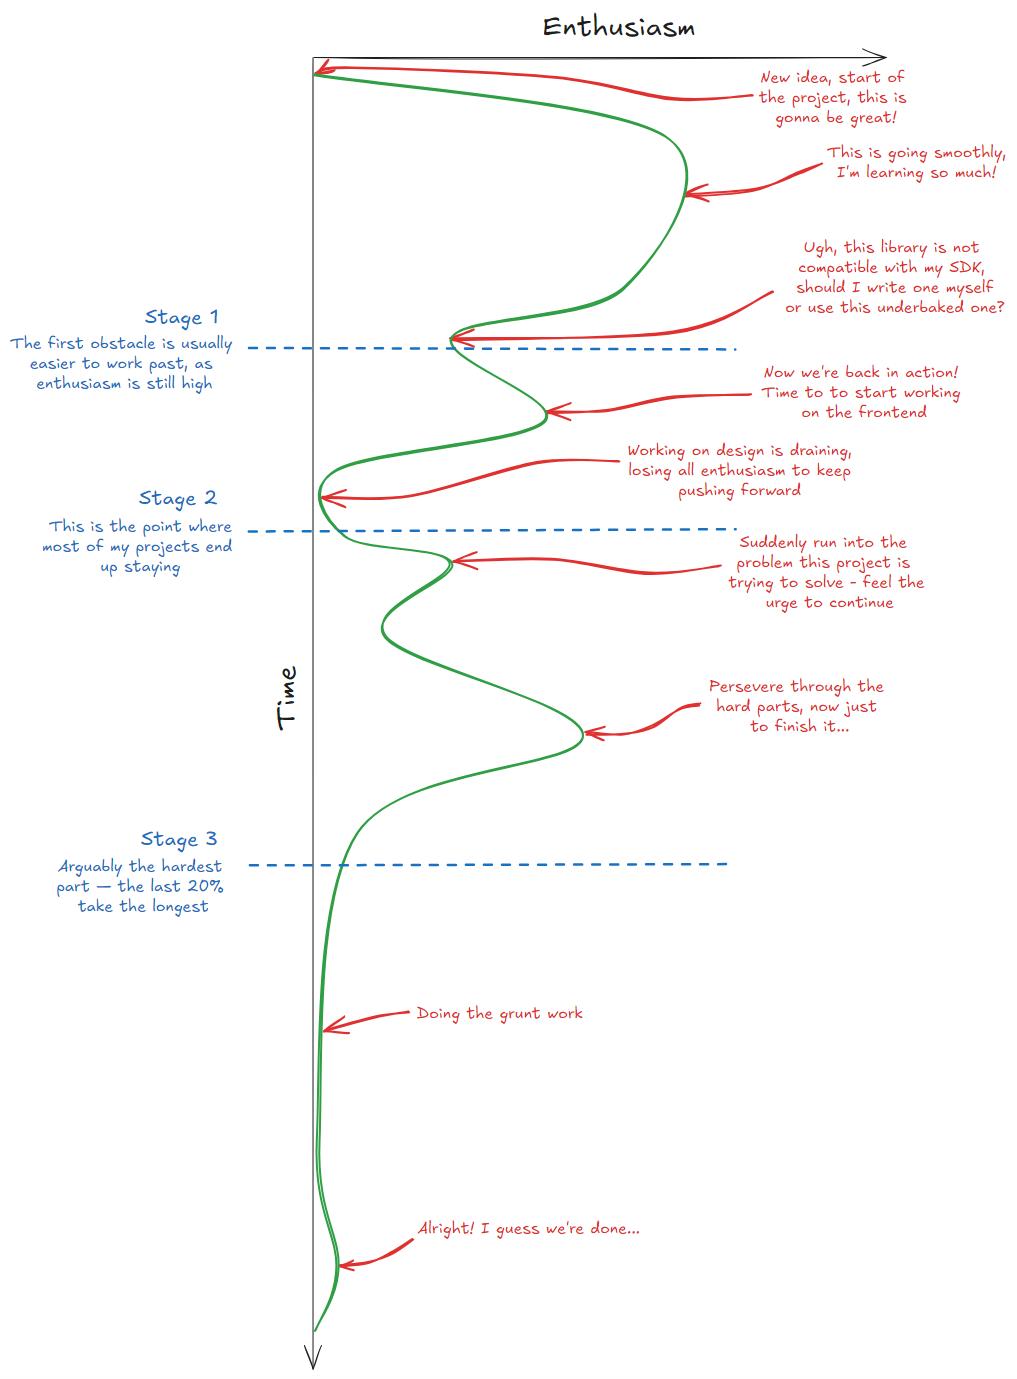 Enthusiasm
New idea, start of
the project, this is
gonna be great!
This is going smoothly,
I'm learning so much!
Ugh, this library is not
compatible with my SDK,
should I write one myself
or use this underbaked one?
Stage 1
The first obstacle is usually
easier to work past, as
enthusiasm is still high
Now we're back in action!
Time to to start working
on the frontend
Working on design is draining,
losing all enthusiasm to keep
pushing forward
Stage 2
This is the point where
most of my projects end
up staying
Suddenly run into the
problem this project is
trying to solve - feel the
urge to continue
Time
Persevere through the
hard parts, now just
to finish it...
Stage 3
Arguably the hardest
part — the last 20%
take the longest
Doing the grunt work
Alright! I guess we're done...